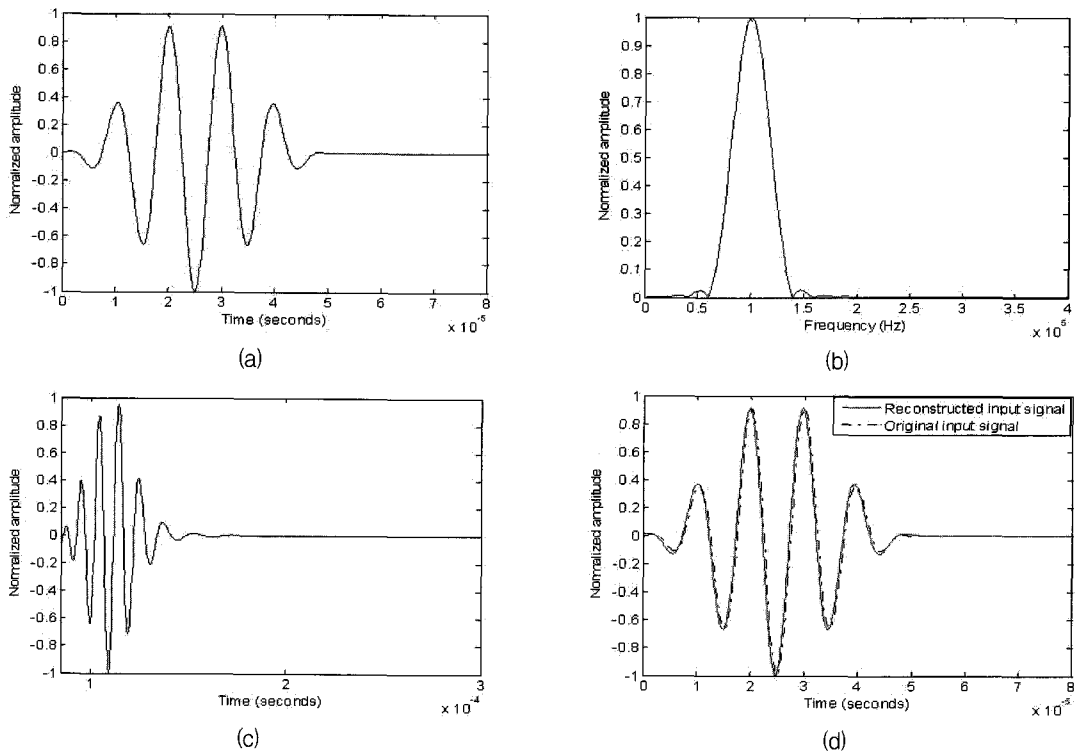 1
0.8
0.6
0.4
0.2
0
-0.2
-0.4
-0.6
-0.8
-1
Normalized amplitude
0 1 2 3 4 5 6 7 8
Time (seconds)
x 10⁻⁵
(a)
1
0.9
0.8
0.7
0.6
0.5
0.4
0.3
0.2
0.1
0
Normalized amplitude
0 0.5 1 1.5 2 2.5 3 3.5 4
Frequency (Hz)
x 10⁵
(b)
1
0.8
0.6
0.4
0.2
0
-0.2
-0.4
-0.6
-0.8
-1
Normalized amplitude
1 2 3
Time (seconds)
x 10⁻⁴
(c)
1
0.8
0.6
0.4
0.2
0
-0.2
-0.4
-0.6
-0.8
-1
Normalized amplitude
Reconstructed input signal
Original input signal
0 1 2 3 4 5 6 7 8
Time (seconds)
x 10⁻⁵
(d)